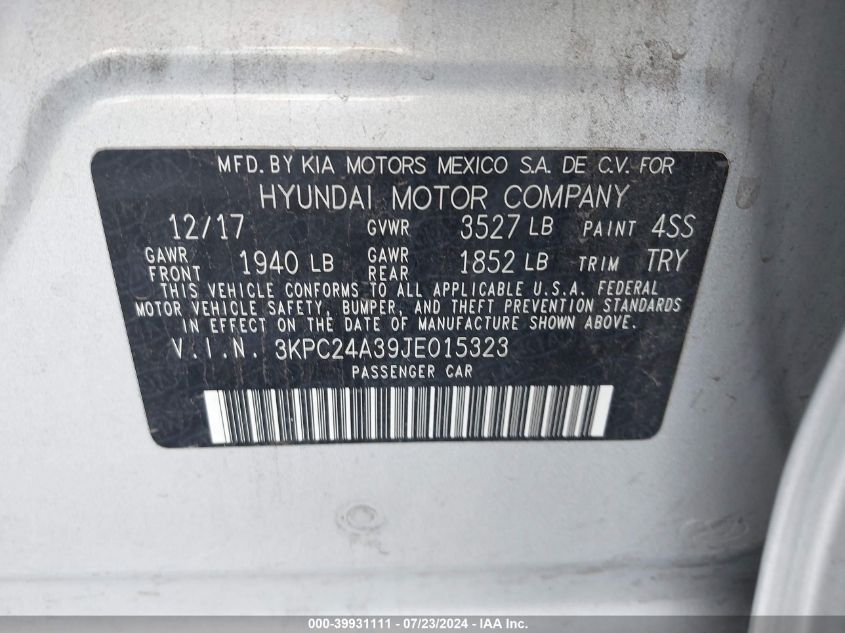 MFD. BY KIA MOTORS MEXICO S.A. DE C.V. FOR
HYUNDAI MOTOR COMPANY
12/17 GVWR 3527 LB PAINT 4SS
GAWR FRONT 1940 LB GAWR REAR 1852 LB TRIM TRY
THIS VEHICLE CONFORMS TO ALL APPLICABLE U.S.A. FEDERAL
MOTOR VEHICLE SAFETY, BUMPER, AND THEFT PREVENTION STANDARDS
IN EFFECT ON THE DATE OF MANUFACTURE SHOWN ABOVE.
V.I.N. 3KPC24A39JE015323
PASSENGER CAR
000-39931111 - 07/23/2024 - IAA Inc.